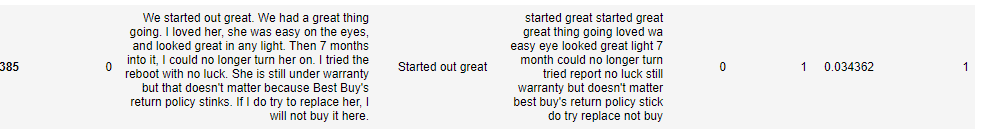 We started out great. We had a great thing
going. I loved her, she was easy on the eyes,
and looked great in any light. Then 7 months
into it, I could no longer turn her on. I tried the
385 0 reboot with no luck. She is still under warranty
but that doesn't matter because Best Buy's
return policy stinks. If I do try to replace her, I
will not buy it here.
Started out great
started great started great
great thing going loved wa
easy eye looked great light 7
month could no longer turn
tried report no luck still
warranty but doesn't matter
best buy's return policy stick
do try replace not buy
0 1 0.034362 1